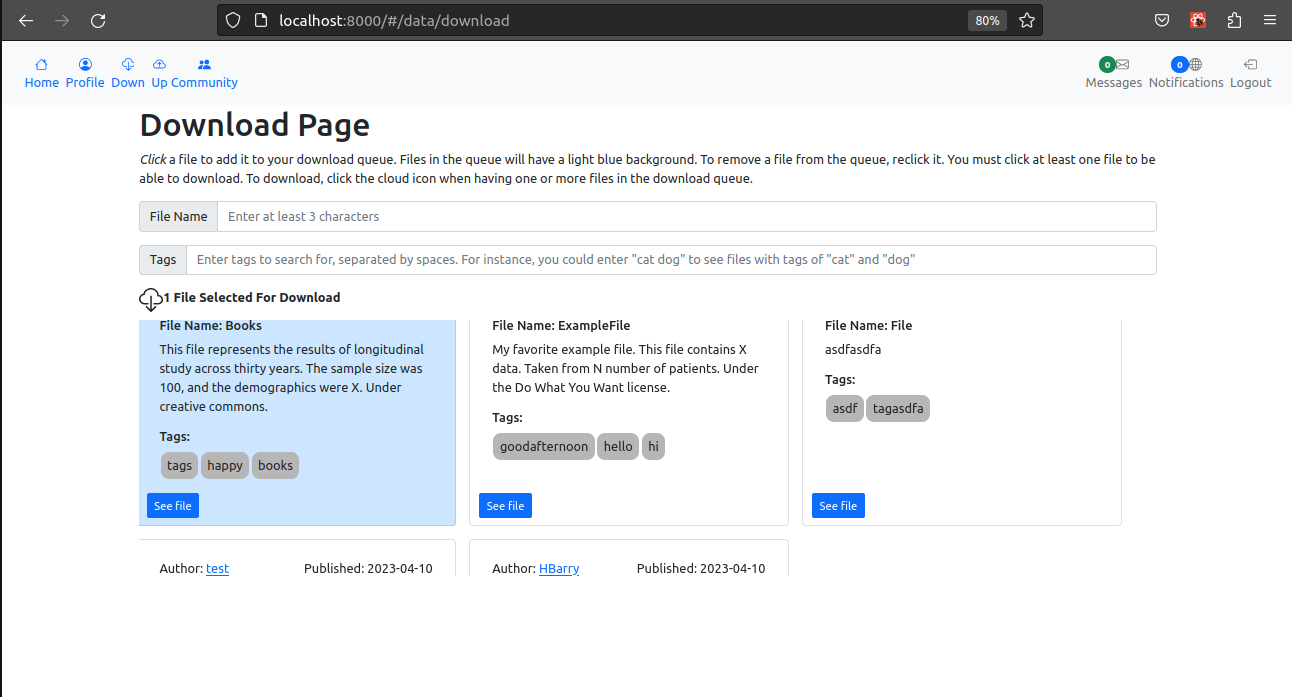 localhost:8000/#/data/download
80%
Home Profile Down Up Community
0 0
Messages Notifications Logout
Download Page
Click a file to add it to your download queue. Files in the queue will have a light blue background. To remove a file from the queue, reclick it. You must click at least one file to be
able to download. To download, click the cloud icon when having one or more files in the download queue.
File Name Enter at least 3 characters
Tags Enter tags to search for, separated by spaces. For instance, you could enter "cat dog" to see files with tags of "cat" and "dog"
1 File Selected For Download
File Name: Books
This file represents the results of longitudinal
study across thirty years. The sample size was
100, and the demographics were X. Under
creative commons.
Tags:
tags happy books
See file
File Name: ExampleFile
My favorite example file. This file contains X
data. Taken from N number of patients. Under
the Do What You Want license.
Tags:
goodafternoon hello hi
See file
File Name: File
asdfasdfa
Tags:
asdf tagasdfa
See file
Author: test Published: 2023-04-10
Author: HBarry Published: 2023-04-10